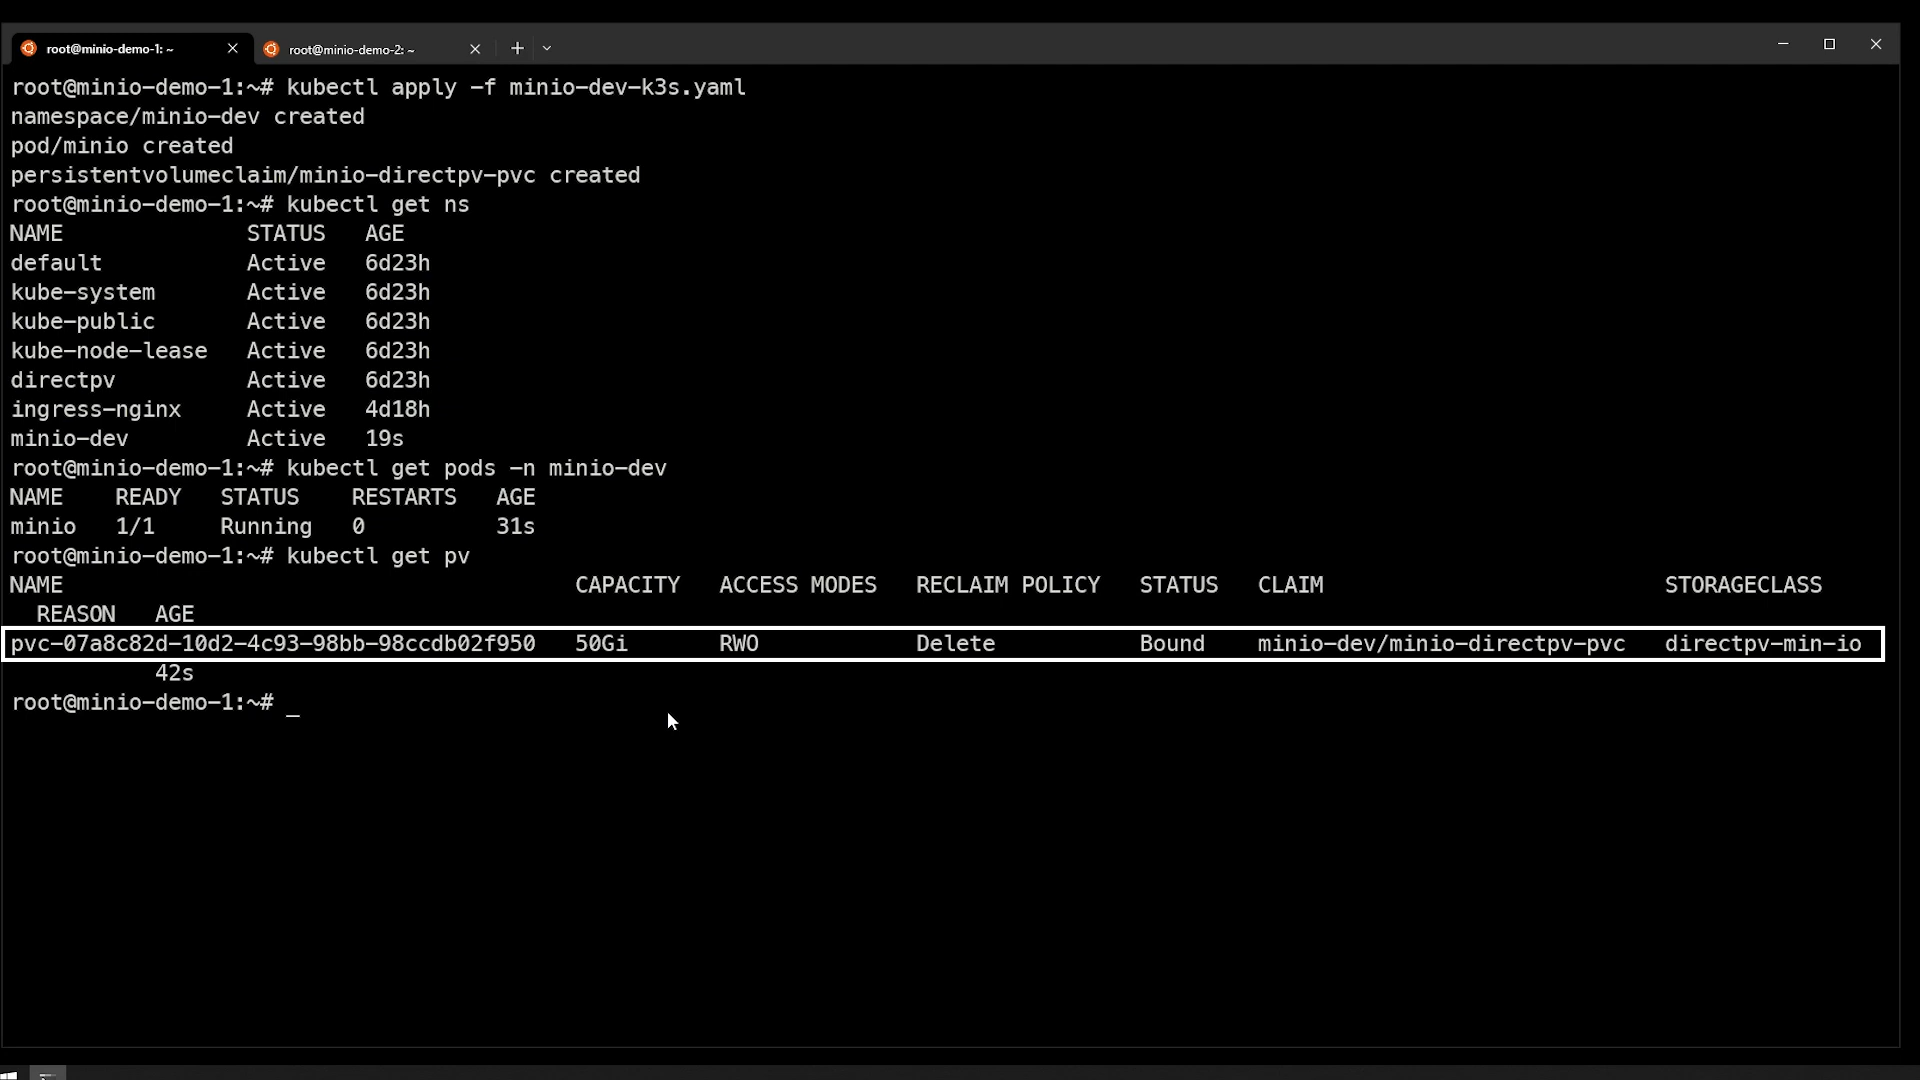 root@minio-demo-1: ~
root@minio-demo-2: ~
root@minio-demo-1:~# kubectl apply -f minio-dev-k3s.yaml
namespace/minio-dev created
pod/minio created
persistentvolumeclaim/minio-directpv-pvc created
root@minio-demo-1:~# kubectl get ns
NAME              STATUS   AGE
default           Active   6d23h
kube-system       Active   6d23h
kube-public       Active   6d23h
kube-node-lease   Active   6d23h
directpv          Active   6d23h
ingress-nginx     Active   4d18h
minio-dev         Active   19s
root@minio-demo-1:~# kubectl get pods -n minio-dev
NAME    READY   STATUS    RESTARTS   AGE
minio   1/1     Running   0          31s
root@minio-demo-1:~# kubectl get pv
NAME                                       CAPACITY   ACCESS MODES   RECLAIM POLICY   STATUS   CLAIM                          STORAGECLASS
  REASON   AGE
pvc-07a8c82d-10d2-4c93-98bb-98ccdb02f950   50Gi       RWO            Delete           Bound    minio-dev/minio-directpv-pvc   directpv-min-io
           42s
root@minio-demo-1:~# _